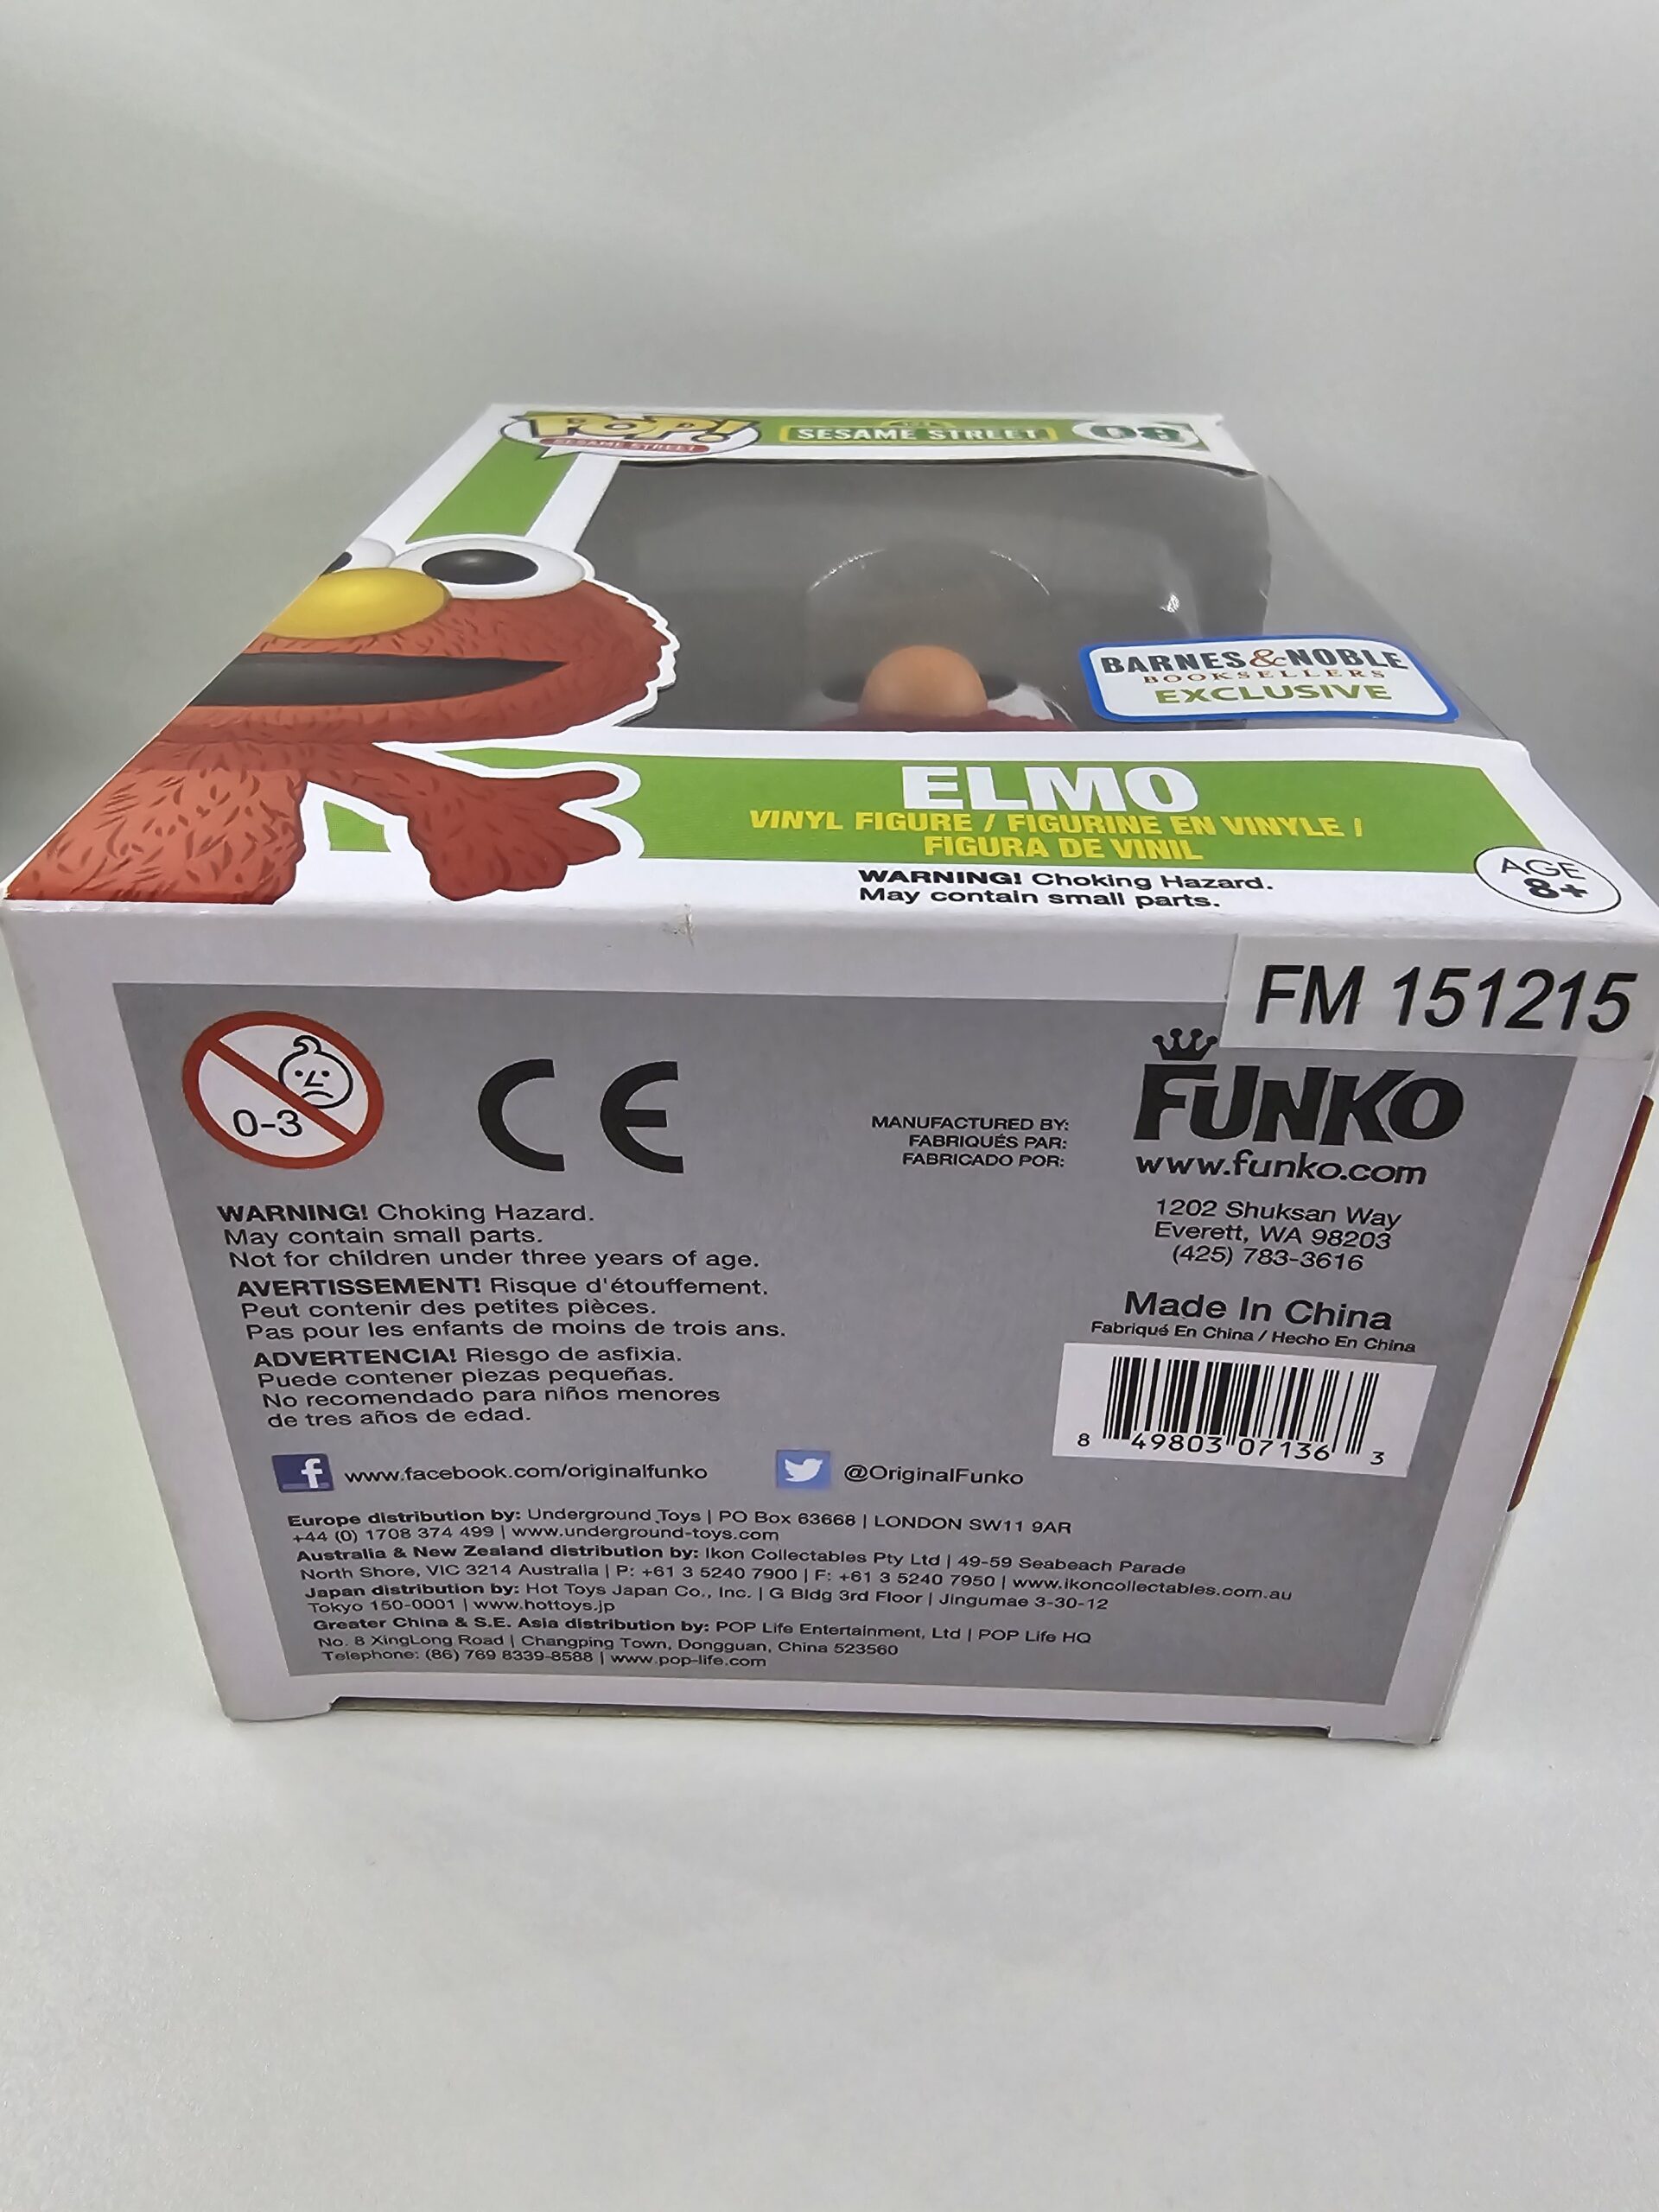 POP!
SESAME STREET
SESAME STREET
08
BARNES & NOBLE
BOOKSELLERS
EXCLUSIVE
ELMO
VINYL FIGURE / FIGURINE EN VINYLE /
FIGURA DE VINIL
WARNING! Choking Hazard.
May contain small parts.
AGE
8+
FM 151215
0-3
CE
MANUFACTURED BY:
FABRIQUÉS PAR:
FABRICADO POR:
FUNKO
www.funko.com
1202 Shuksan Way
Everett, WA 98203
(425) 783-3616
WARNING! Choking Hazard.
May contain small parts.
Not for children under three years of age.
AVERTISSEMENT! Risque d'étouffement.
Peut contenir des petites pièces.
Pas pour les enfants de moins de trois ans.
ADVERTENCIA! Riesgo de asfixia.
Puede contener piezas pequeñas.
No recomendado para niños menores
de tres años de edad.
Made In China
Fabriqué En China / Hecho En China
8 49803 07136 3
f www.facebook.com/originalfunko
@OriginalFunko
Europe distribution by: Underground Toys | PO Box 63668 | LONDON SW11 9AR
+44 (0) 1708 374 499 | www.underground-toys.com
Australia & New Zealand distribution by: Ikon Collectables Pty Ltd | 49-59 Seabeach Parade
North Shore, VIC 3214 Australia | P: +61 3 5240 7900 | F: +61 3 5240 7950 | www.ikoncollectables.com.au
Japan distribution by: Hot Toys Japan Co., Inc. | G Bldg 3rd Floor | Jingumae 3-30-12
Tokyo 150-0001 | www.hottoys.jp
Greater China & S.E. Asia distribution by: POP Life Entertainment, Ltd | POP Life HQ
No. 8 XingLong Road | Changping Town, Dongguan, China 523560
Telephone: (86) 769 8339-8588 | www.pop-life.com